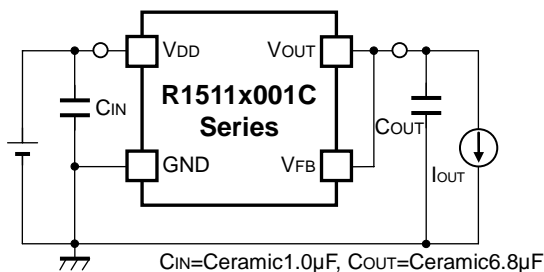 VDD
VOUT
R1511x001C
Series
CIN
COUT
GND
VFB
IOUT
CIN=Ceramic1.0µF, COUT=Ceramic6.8µF